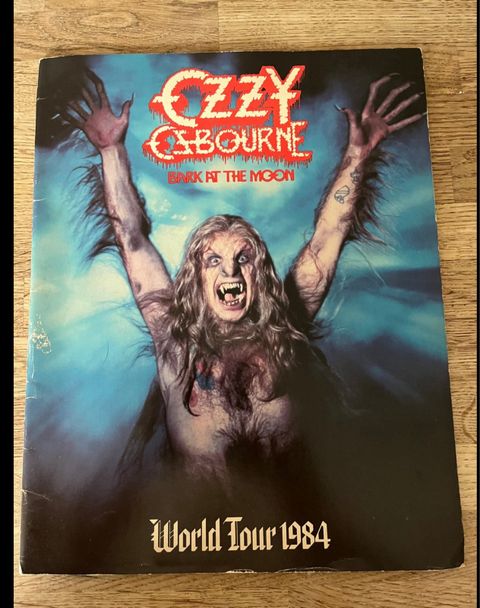 OZZY
OSBOURNE
BARK AT THE MOON
World Tour 1984